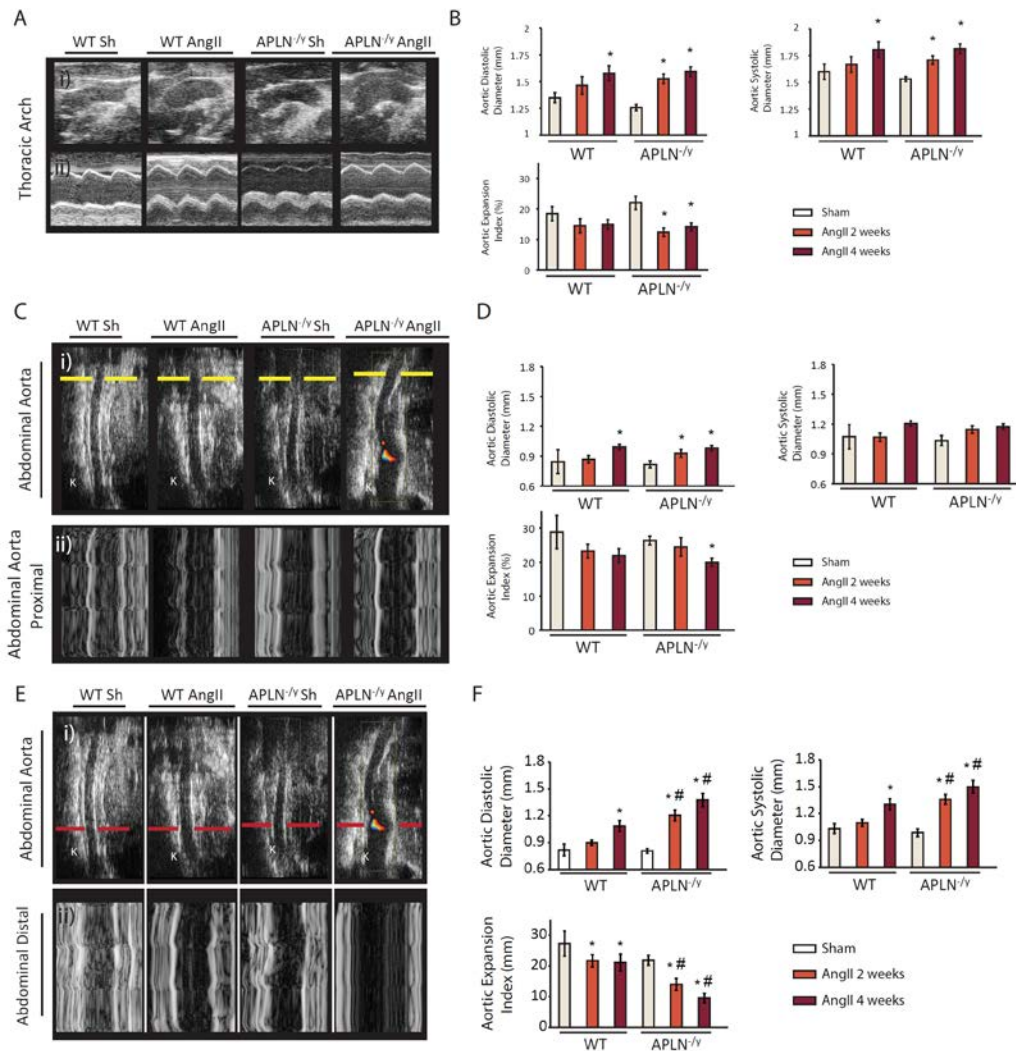 A
WT Sh
WT AngII
APLN-/y Sh
APLN-/y AngII
Thoracic Arch
i)
ii)
B
Aortic Diastolic
Diameter (mm)
2
1.75
1.5
1.25
1
*
*
*
WT
APLN-/y
Aortic Systolic
Diameter (mm)
2
1.75
1.5
1.25
1
*
*
*
WT
APLN-/y
Aortic Expansion
Index (%)
30
20
10
0
*
*
WT
APLN-/y
Sham
AngII 2 weeks
AngII 4 weeks
C
WT Sh
WT AngII
APLN-/y Sh
APLN-/y AngII
Abdominal Aorta
i)
K
K
K
K
Abdominal Aorta
Proximal
ii)
D
Aortic Diastolic
Diameter (mm)
1.8
1.5
1.2
0.9
0.6
*
*
*
WT
APLN-/y
Aortic Systolic
Diameter (mm)
1.8
1.5
1.2
0.9
0.6
WT
APLN-/y
Aortic Expansion
Index (%)
30
20
10
0
*
WT
APLN-/y
Sham
AngII 2 weeks
AngII 4 weeks
E
WT Sh
WT AngII
APLN-/y Sh
APLN-/y AngII
Abdominal Aorta
i)
K
K
K
K
Abdominal Distal
ii)
F
Aortic Diastolic
Diameter (mm)
1.8
1.5
1.2
0.9
0.6
*
*#
*#
WT
APLN-/y
Aortic Systolic
Diameter (mm)
1.8
1.5
1.2
0.9
0.6
*
*#
*#
WT
APLN-/y
Aortic Expansion
Index (mm)
30
20
10
0
*
*
*#
*#
WT
APLN-/y
Sham
AngII 2 weeks
AngII 4 weeks